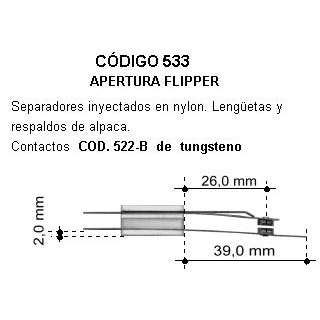 CÓDIGO 533
APERTURA FLIPPER
Separadores inyectados en nylon. Lengüetas y
respaldos de alpaca.
Contactos COD. 522-B de tungsteno
26,0 mm
2,0 mm
39,0 mm